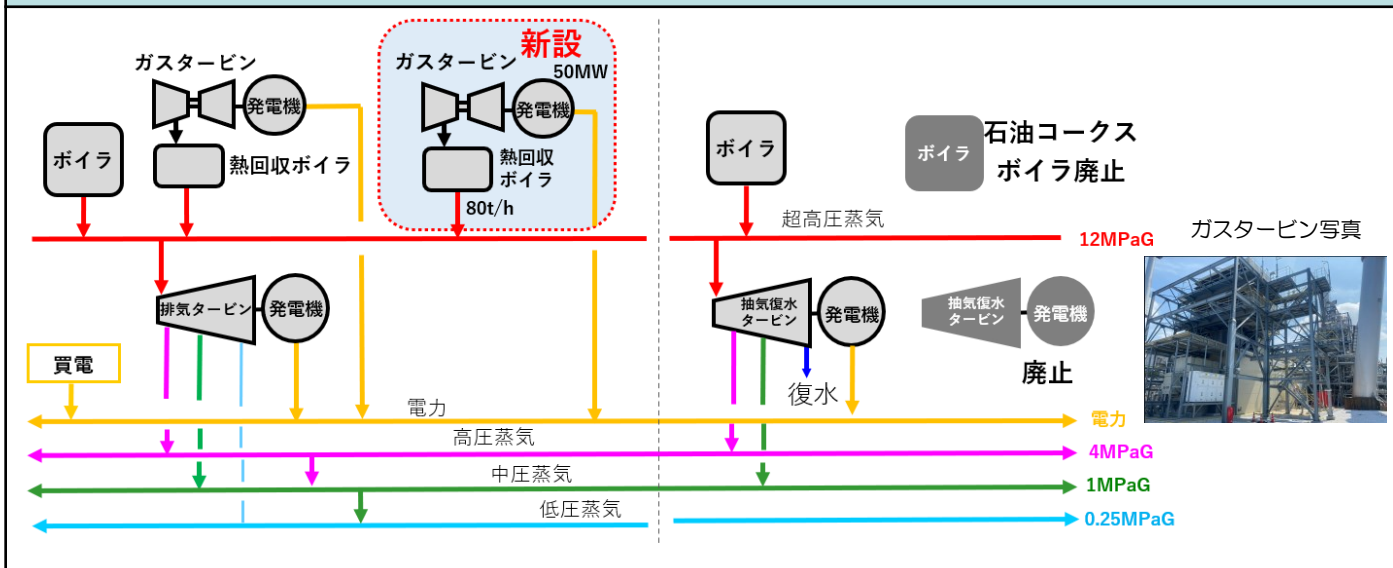 新設
ガスタービン
ガスタービン
50MW
発電機
発電機
ボイラ
熱回収ボイラ
熱回収
ボイラ
80t/h
ボイラ
ボイラ
石油コークス
ボイラ廃止
超高圧蒸気
12MPaG
ガスタービン写真
排気タービン
発電機
抽気復水
タービン
発電機
抽気復水
タービン
発電機
廃止
買電
復水
電力
電力
高圧蒸気
4MPaG
中圧蒸気
1MPaG
低圧蒸気
0.25MPaG